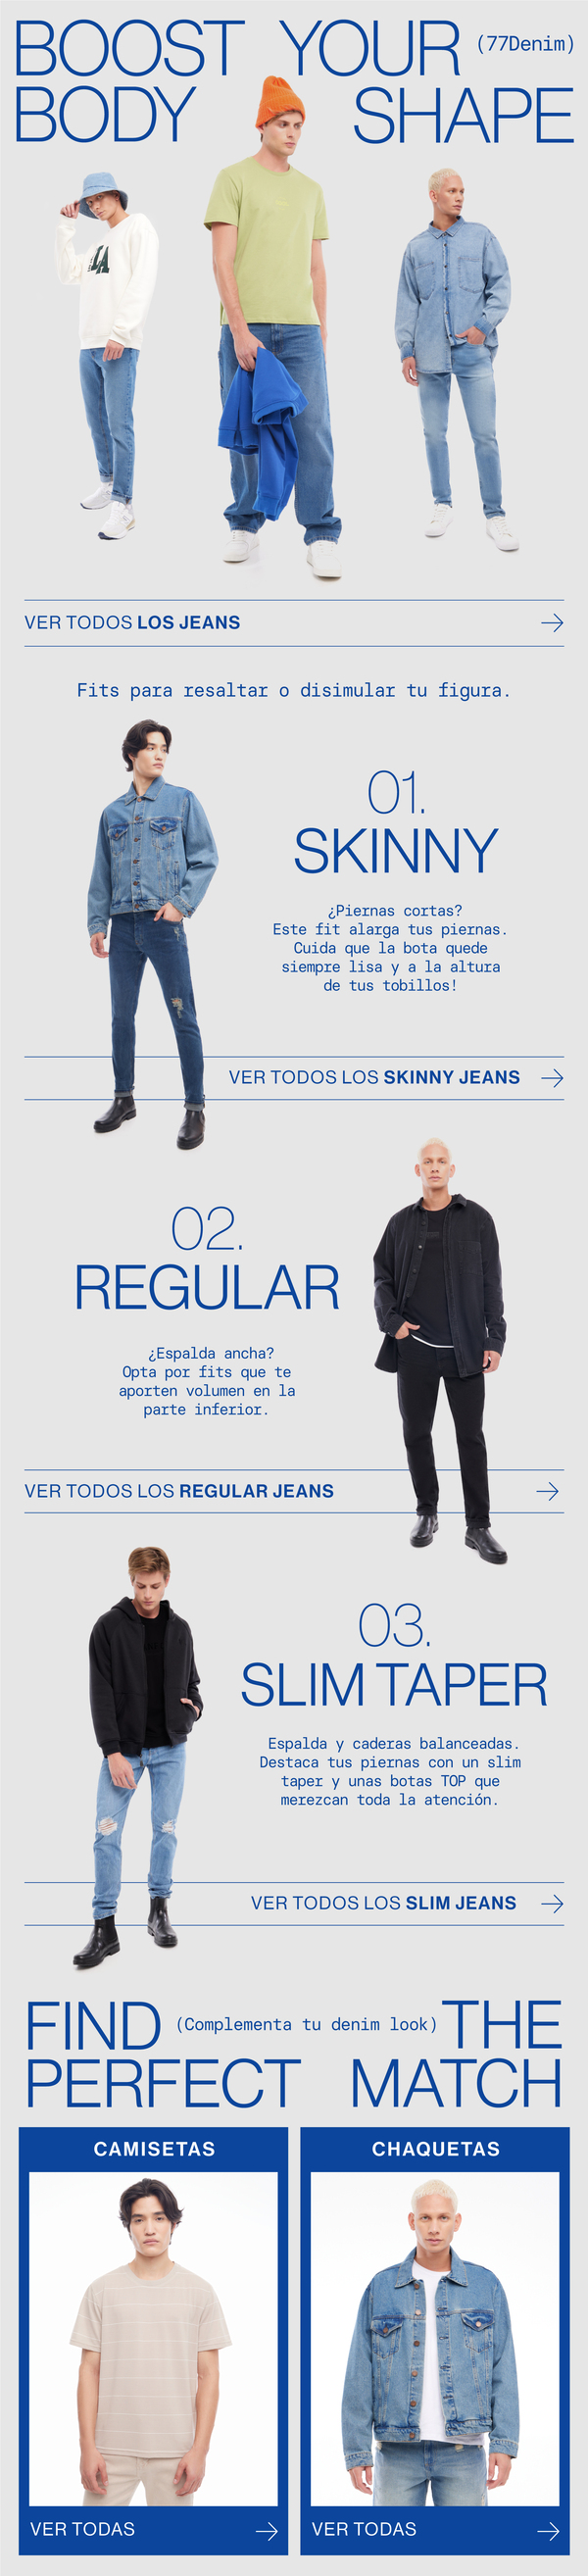 BOOST YOUR (77Denim)
BODY SHAPE
VER TODOS LOS JEANS
Fits para resaltar o disimular tu figura.
01.
SKINNY
¿Piernas cortas?
Este fit alarga tus piernas.
Cuida que la bota quede
siempre lisa y a la altura
de tus tobillos!
VER TODOS LOS SKINNY JEANS
02.
REGULAR
¿Espalda ancha?
Opta por fits que te
aporten volumen en la
parte inferior.
VER TODOS LOS REGULAR JEANS
03.
SLIM TAPER
Espalda y caderas balanceadas.
Destaca tus piernas con un slim
taper y unas botas TOP que
merezcan toda la atención.
VER TODOS LOS SLIM JEANS
FIND (Complementa tu denim look) THE
PERFECT MATCH
CAMISETAS
CHAQUETAS
VER TODAS
VER TODAS